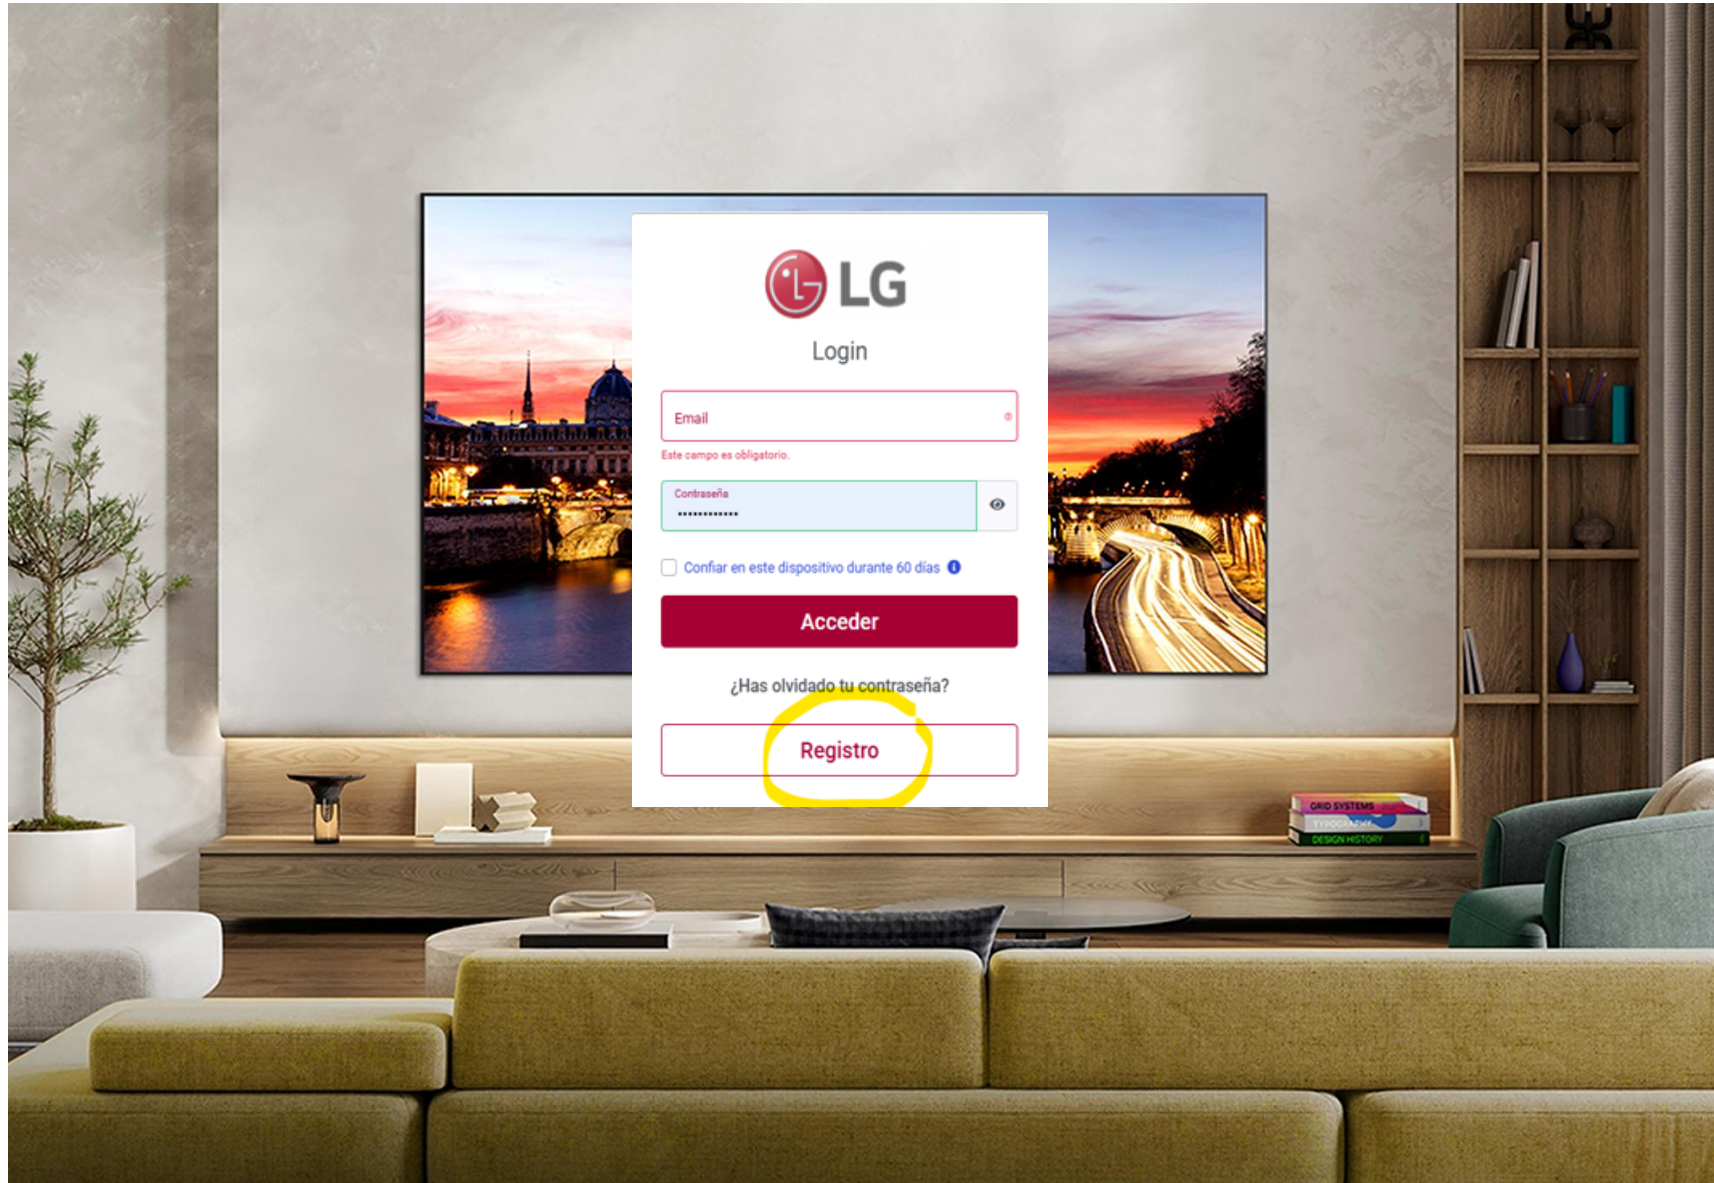 LG
Login
Email
Este campo es obligatorio.
Contraseña
Confiar en este dispositivo durante 60 días
Acceder
¿Has olvidado tu contraseña?
Registro
GRID SYSTEMS
TYPOGRAPHY
DESIGN HISTORY